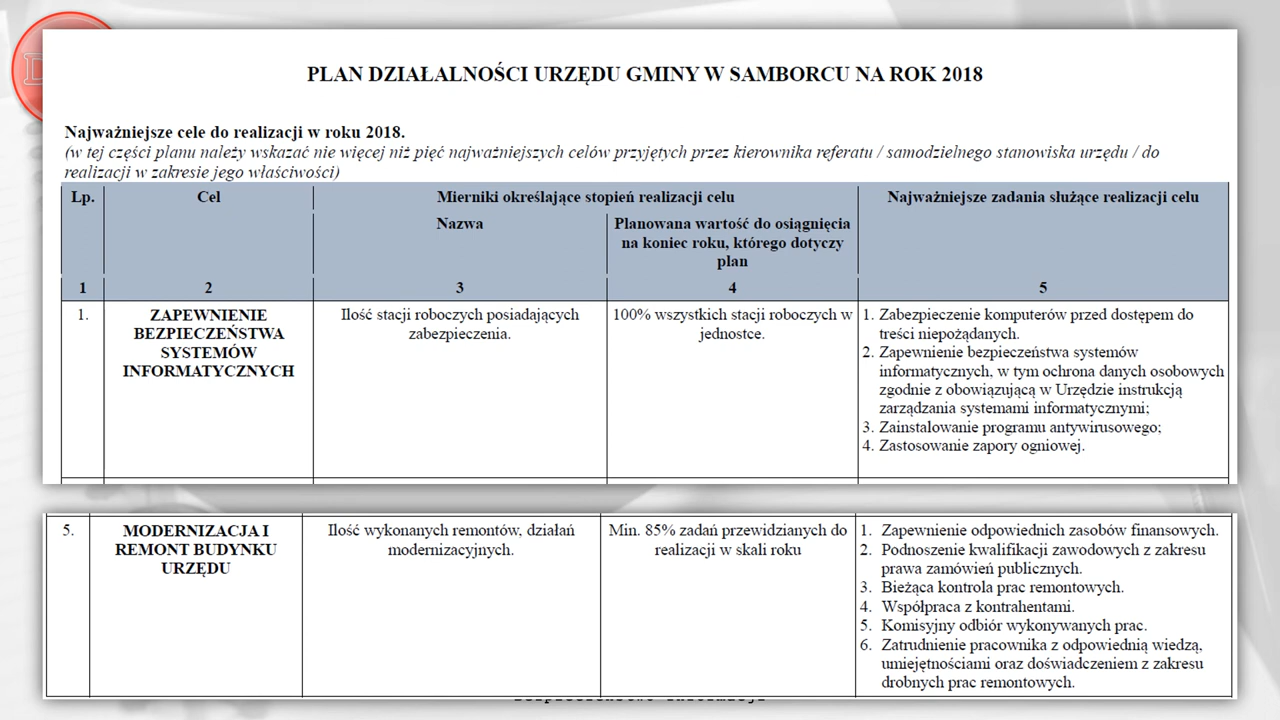 PLAN DZIAŁALNOŚCI URZĘDU GMINY W SAMBORCU NA ROK 2018
Najważniejsze cele do realizacji w roku 2018.
(w tej części planu należy wskazać nie więcej niż pięć najważniejszych celów przyjętych przez kierownika referatu / samodzielnego stanowiska urzędu / do
realizacji w zakresie jego właściwości)
Lp.
Cel
Mierniki określające stopień realizacji celu
Najważniejsze zadania służące realizacji celu
Nazwa
Planowana wartość do osiągnięcia
na koniec roku, którego dotyczy
plan
1
2
3
4
5
1.
ZAPEWNIENIE
BEZPIECZEŃSTWA
SYSTEMÓW
INFORMATYCZNYCH
Ilość stacji roboczych posiadających
zabezpieczenia.
100% wszystkich stacji roboczych w
jednostce.
1. Zabezpieczenie komputerów przed dostępem do
treści niepożądanych.
2. Zapewnienie bezpieczeństwa systemów
informatycznych, w tym ochrona danych osobowych
zgodnie z obowiązującą w Urzędzie instrukcją
zarządzania systemami informatycznymi;
3. Zainstalowanie programu antywirusowego;
4. Zastosowanie zapory ogniowej.
5.
MODERNIZACJA I
REMONT BUDYNKU
URZĘDU
Ilość wykonanych remontów, działań
modernizacyjnych.
Min. 85% zadań przewidzianych do
realizacji w skali roku
1. Zapewnienie odpowiednich zasobów finansowych.
2. Podnoszenie kwalifikacji zawodowych z zakresu
prawa zamówień publicznych.
3. Bieżąca kontrola prac remontowych.
4. Współpraca z kontrahentami.
5. Komisyjny odbiór wykonywanych prac.
6. Zatrudnienie pracownika z odpowiednią wiedzą,
umiejętnościami oraz doświadczeniem z zakresu
drobnych prac remontowych.